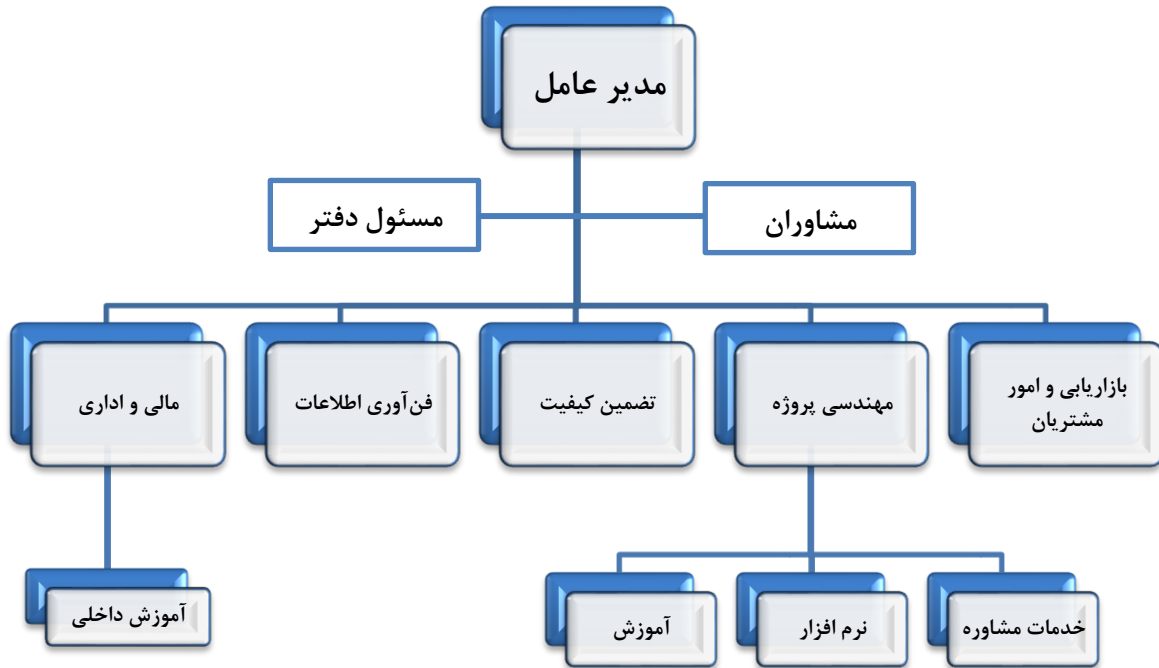 مدیر عامل
مشاوران
مسئول دفتر
بازاریابی و امور
مشتریان
مهندسی پروژه
تضمین کیفیت
فن‌آوری اطلاعات
مالی و اداری
خدمات مشاوره
نرم افزار
آموزش
آموزش داخلی